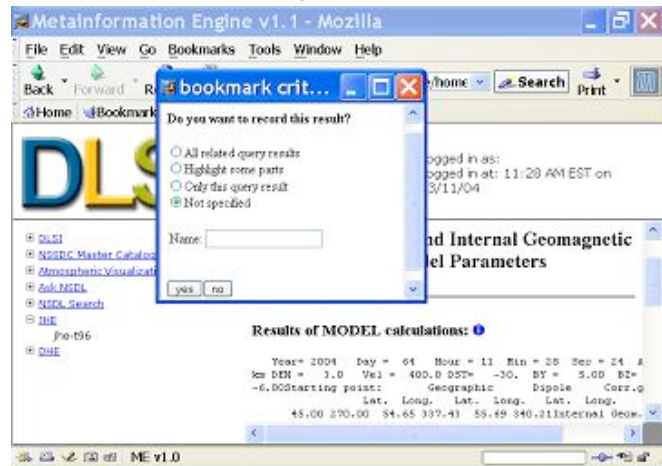 Metainformation Engine v1.1 - Mozilla
File Edit View Go Bookmarks Tools Window Help
Back Forward
/home Search Print
Home Bookmark
bookmark crit...
Do you want to record this result?
All related query results
Highlight some parts
Only this query result
Not specified
Name:
yes no
DLS
ogged in as:
ogged in at: 11:28 AM EST on
3/11/04
DLSI
NSSDC Master Catalog
Atmospheric Visualizati
Ask NSDL
NSDL Search
IHE
jho-t96
DHE
nd Internal Geomagnetic
el Parameters
Results of MODEL calculations:
Year= 2004 Day = 64 Hour = 11 Min = 28 Sec = 24
km DEN = 3.0 Vel = 400.0 DST= -30. BY = 5.00 BZ=
-6.00Starting point: Geographic Dipole Corr.g
Lat. Long. Lat. Long. Lat. Long.
45.00 270.00 54.65 337.43 55.69 340.21Internal Geom.
ME v1.0